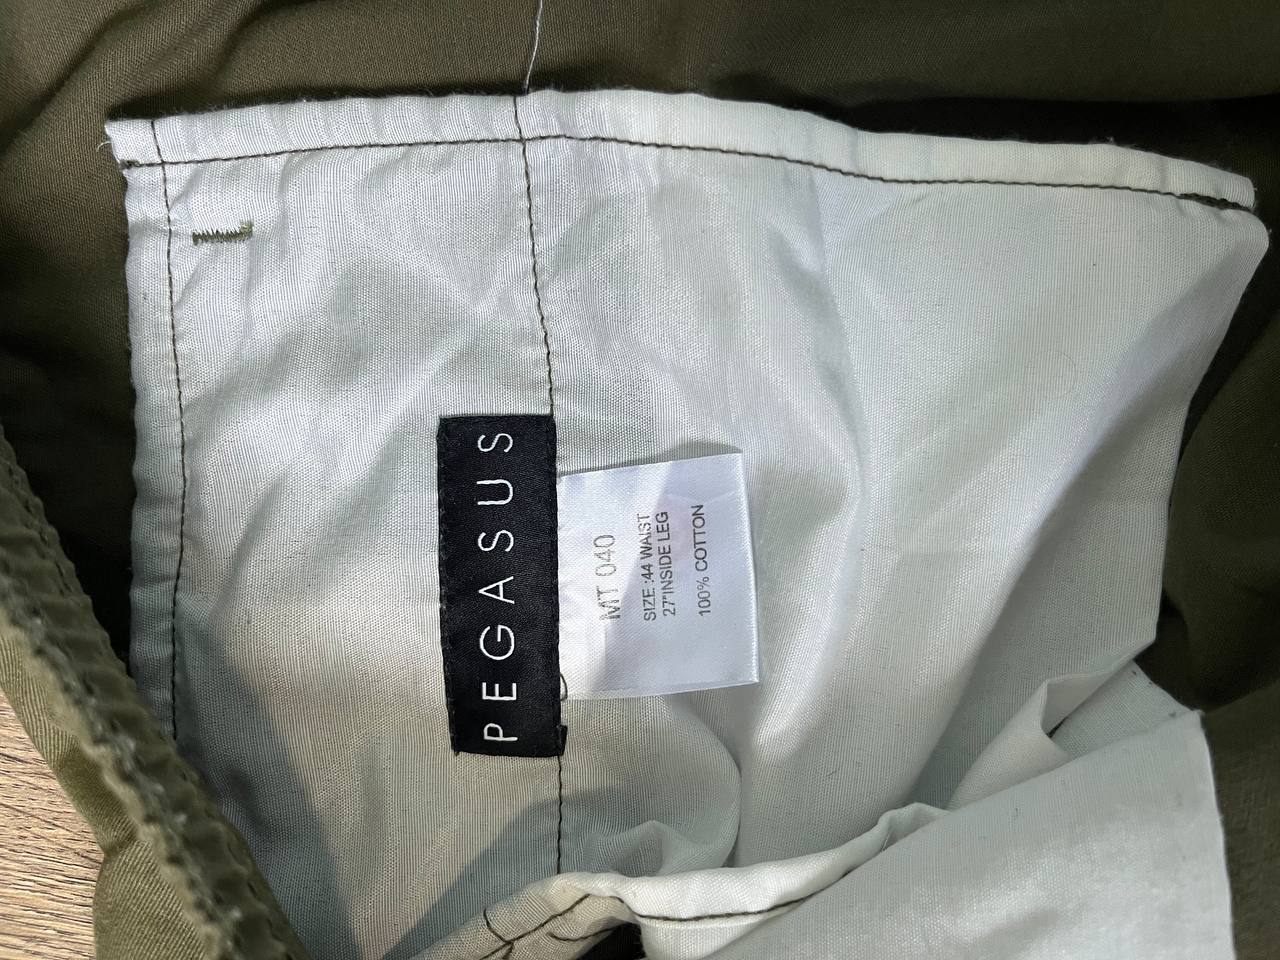 PEGASUS
MT 040
SIZE :44 WAIST
27"INSIDE LEG
100% COTTON